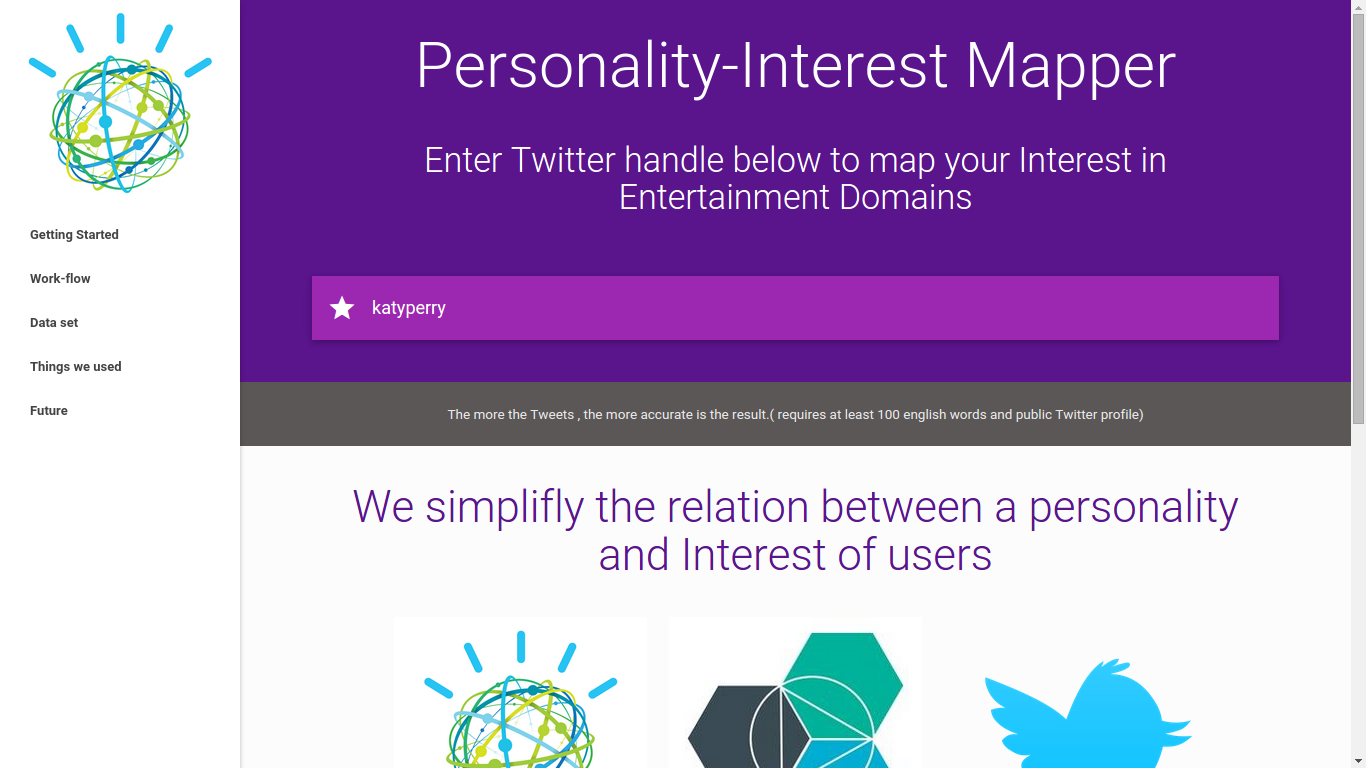 Getting Started
Work-flow
Data set
Things we used
Future
Personality-Interest Mapper
Enter Twitter handle below to map your Interest in
Entertainment Domains
katyperry
The more the Tweets , the more accurate is the result.( requires at least 100 english words and public Twitter profile)
We simplifly the relation between a personality
and Interest of users